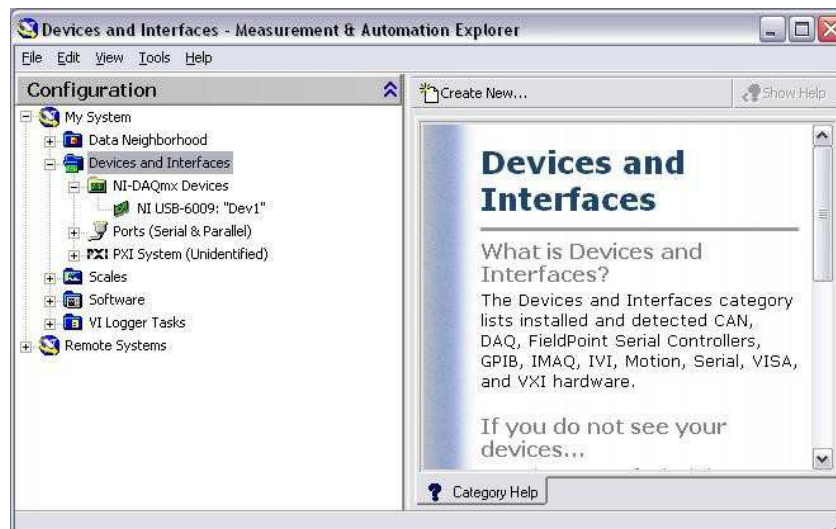 Devices and Interfaces - Measurement & Automation Explorer
File Edit View Tools Help
Configuration
My System
Data Neighborhood
Devices and Interfaces
NI-DAQmx Devices
NI USB-6009: "Dev1"
Ports (Serial & Parallel)
PXI PXI System (Unidentified)
Scales
Software
VI Logger Tasks
Remote Systems
Create New...
Show Help
Devices and
Interfaces
What is Devices and
Interfaces?
The Devices and Interfaces category
lists installed and detected CAN,
DAQ, FieldPoint Serial Controllers,
GPIB, IMAQ, IVI, Motion, Serial, VISA,
and VXI hardware.
If you do not see your
devices...
Category Help